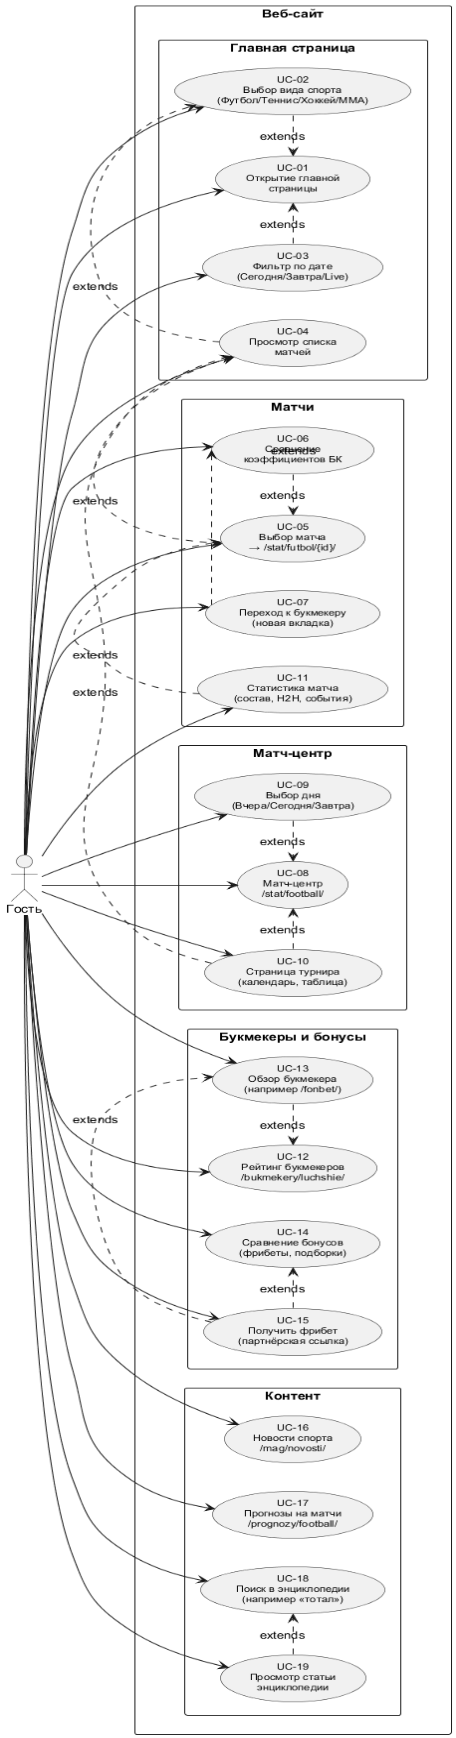 Веб-сайт
Главная страница
UC-02
Выбор вида спорта
(Футбол/Теннис/Хоккей/ММА)
extends
UC-01
Открытие главной
страницы
extends
UC-03
Фильтр по дате
(Сегодня/Завтра/Live)
extends
UC-04
Просмотр списка
матчей
Матчи
UC-06
Сравнение
extends
коэффициентов БК
extends
extends
UC-05
Выбор матча
→ /stat/futbol/{id}/
UC-07
Переход к букмекеру
(новая вкладка)
extends
UC-11
Статистика матча
(состав, H2H, события)
extends
Матч-центр
UC-09
Выбор дня
(Вчера/Сегодня/Завтра)
extends
UC-08
Матч-центр
/stat/football/
Гость
extends
UC-10
Страница турнира
(календарь, таблица)
Букмекеры и бонусы
UC-13
Обзор букмекера
(например /fonbet/)
extends
extends
UC-12
Рейтинг букмекеров
/bukmekery/luchshie/
UC-14
Сравнение бонусов
(фрибеты, подборки)
extends
UC-15
Получить фрибет
(партнёрская ссылка)
Контент
UC-16
Новости спорта
/mag/novosti/
UC-17
Прогнозы на матчи
/prognozy/football/
UC-18
Поиск в энциклопедии
(например «тотал»)
extends
UC-19
Просмотр статьи
энциклопедии